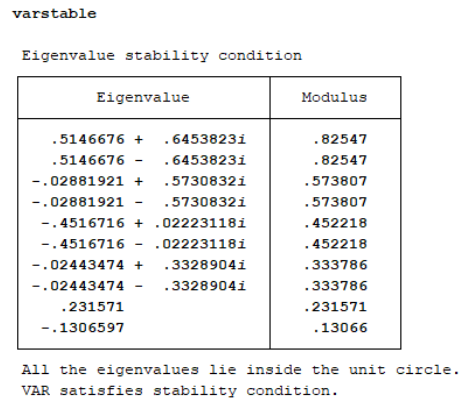 varstable
Eigenvalue stability condition
Eigenvalue Modulus
.5146676 + .6453823i .82547
.5146676 - .6453823i .82547
-.02881921 + .5730832i .573807
-.02881921 - .5730832i .573807
-.4516716 + .02223118i .452218
-.4516716 - .02223118i .452218
-.02443474 + .3328904i .333786
-.02443474 - .3328904i .333786
.231571 .231571
-.1306597 .13066
All the eigenvalues lie inside the unit circle.
VAR satisfies stability condition.